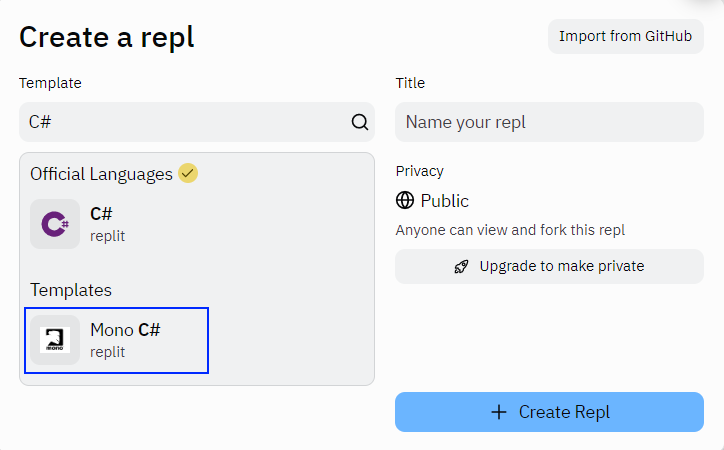 Create a repl
Import from GitHub
Template
C#
Official Languages
C#
replit
Templates
MONO
Mono C#
replit
Title
Name your repl
Privacy
Public
Anyone can view and fork this repl
Upgrade to make private
Create Repl